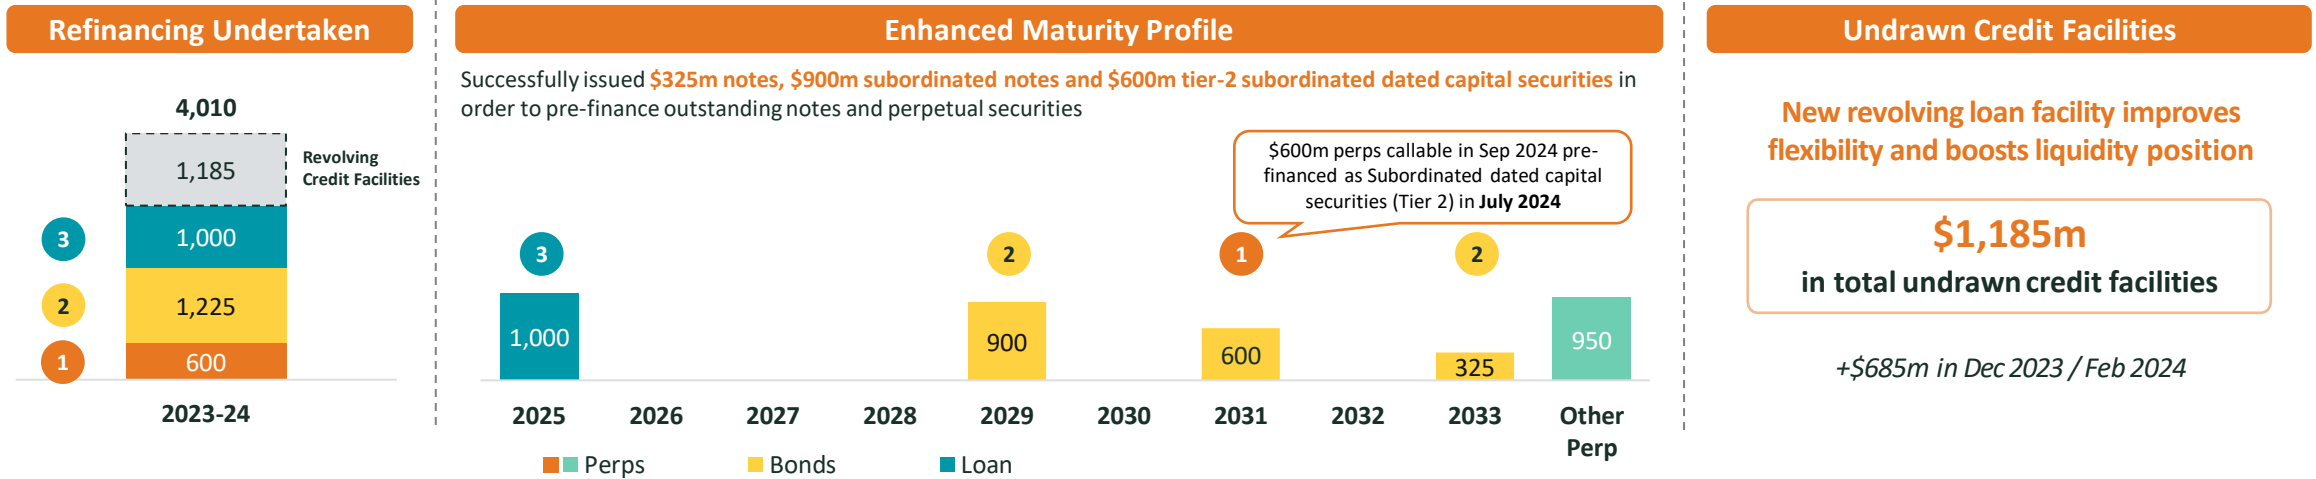 Refinancing Undertaken
4,010
1,185
Revolving
Credit Facilities
3
1,000
2
1,225
1
600
2023-24
Enhanced Maturity Profile
Successfully issued $325m notes, $900m subordinated notes and $600m tier-2 subordinated dated capital securities in
order to pre-finance outstanding notes and perpetual securities
$600m perps callable in Sep 2024 pre-
financed as Subordinated dated capital
securities (Tier 2) in July 2024
3
2
1
2
1,000
900
600
325
950
2025
2026
2027
2028
2029
2030
2031
2032
2033
Other
Perp
Perps
Bonds
Loan
Undrawn Credit Facilities
New revolving loan facility improves
flexibility and boosts liquidity position
$1,185m
in total undrawn credit facilities
+$685m in Dec 2023 / Feb 2024